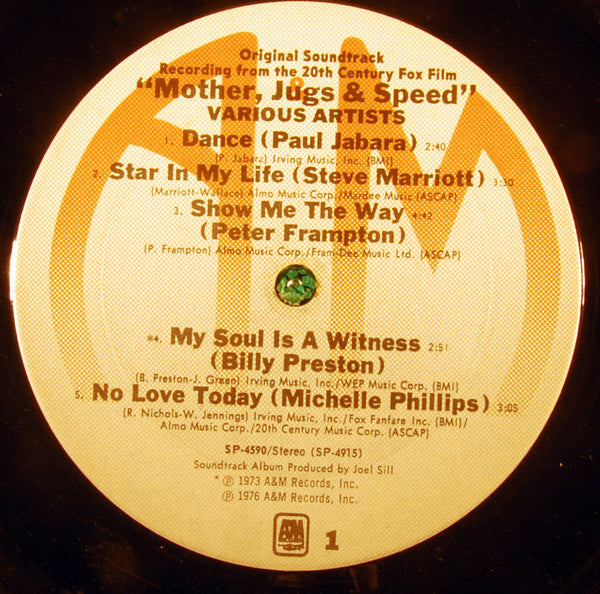 Original Soundtrack
Recording from the 20th Century Fox Film
"Mother, Jugs & Speed"
VARIOUS ARTISTS
1. Dance (Paul Jabara) 2:40
(P. Jabara) Irving Music, Inc. (BMI)
2. Star In My Life (Steve Marriott) 3:30
(Marriott-Wallace) Almo Music Corp./Mardee Music (ASCAP)
3. Show Me The Way 4:42
(Peter Frampton)
(P. Frampton) Almo Music Corp./Fram-Dee Music Ltd. (ASCAP)
*4. My Soul Is A Witness 2:51
(Billy Preston)
(B. Preston-J. Green) Irving Music, Inc./WEP Music Corp. (BMI)
5. No Love Today (Michelle Phillips) 3:05
(R. Nichols-W. Jennings) Irving Music, Inc./Fox Fanfare Inc. (BMI)/
Almo Music Corp./20th Century Music Corp. (ASCAP)
SP-4590/Stereo (SP-4915)
Soundtrack Album Produced by Joel Sill
* ℗ 1973 A&M Records, Inc.
℗ 1976 A&M Records, Inc.
A&M 1